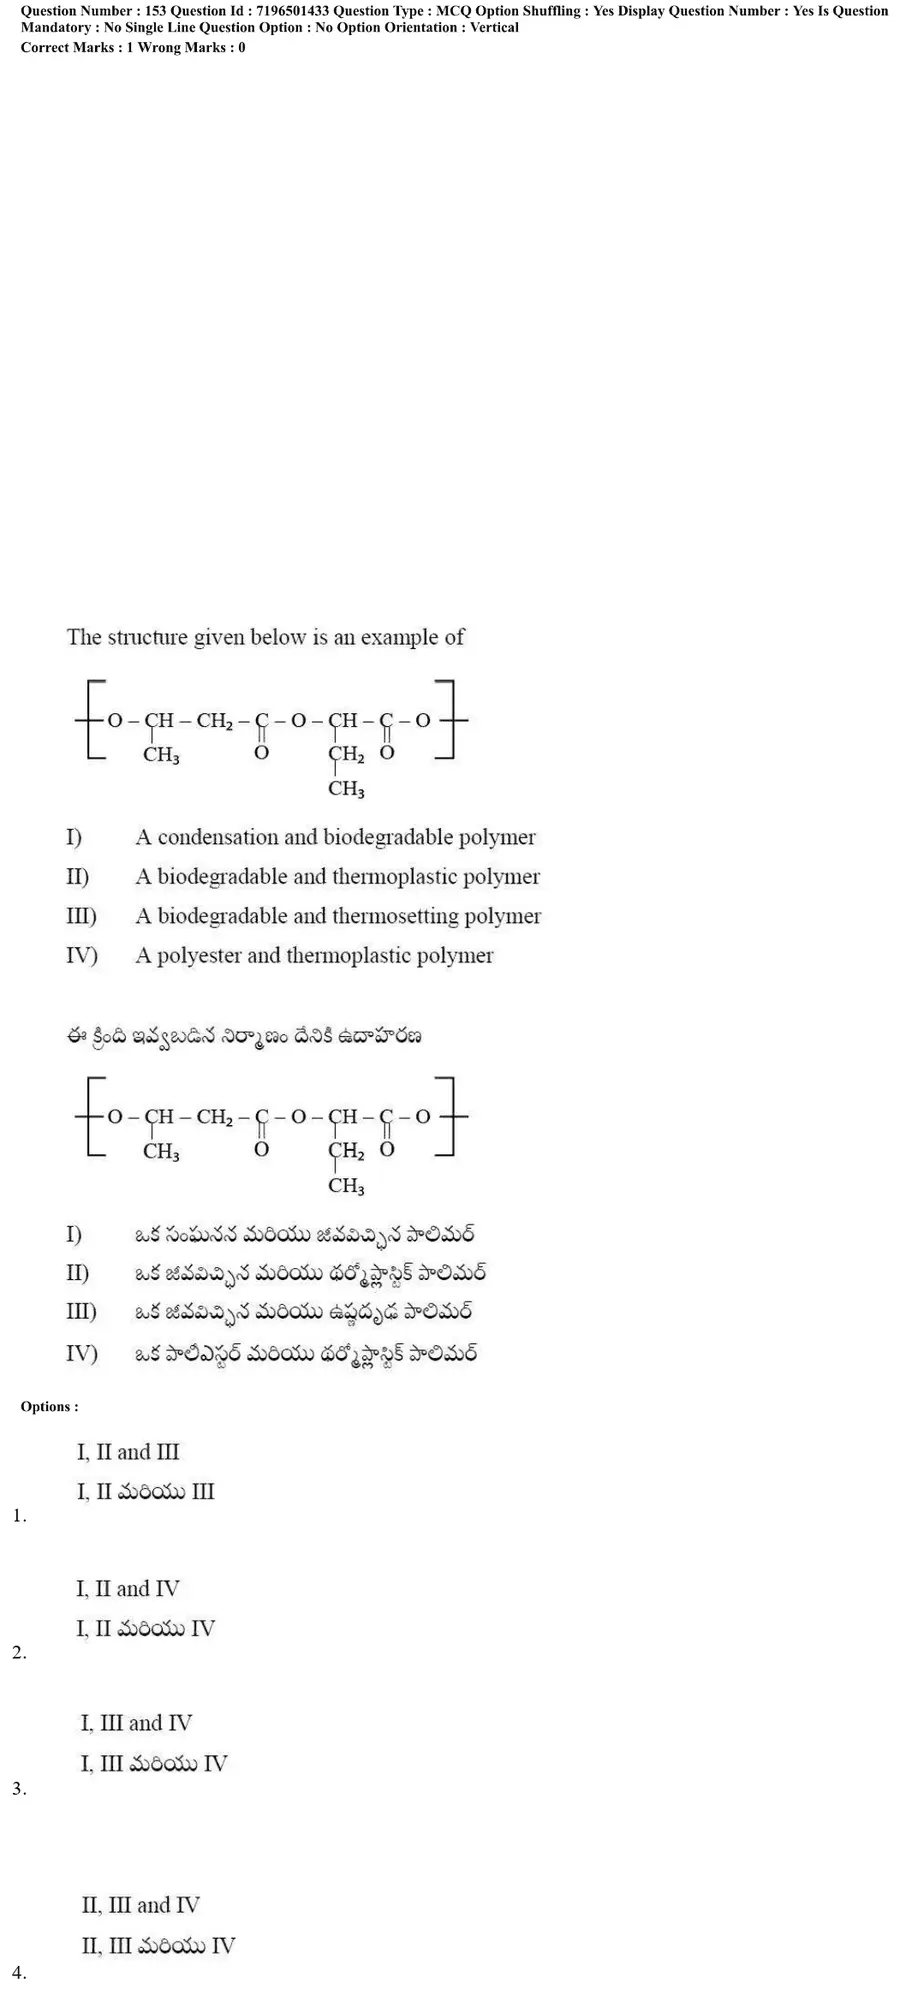 Question Number : 153 Question Id : 7196501433 Question Type : MCQ Option Shuffling : Yes Display Question Number : Yes Is Question
Mandatory : No Single Line Question Option : No Option Orientation : Vertical
Correct Marks : 1 Wrong Marks : 0
The structure given below is an example of
O – CH – CH₂ – C – O – CH – C – O
CH₃ O CH₂ O
CH₃
I) A condensation and biodegradable polymer
II) A biodegradable and thermoplastic polymer
III) A biodegradable and thermosetting polymer
IV) A polyester and thermoplastic polymer
ఈ క్రింది ఇవ్వబడిన నిర్మాణం దేనికి ఉదాహరణ
O – CH – CH₂ – C – O – CH – C – O
CH₃ O CH₂ O
CH₃
I) ఒక సంఘనన మరియు జీవవిచ్ఛిన పాలిమర్
II) ఒక జీవవిచ్ఛిన మరియు థర్మోప్లాస్టిక్ పాలిమర్
III) ఒక జీవవిచ్ఛిన మరియు ఉష్ణదృఢ పాలిమర్
IV) ఒక పాలీఎస్టర్ మరియు థర్మోప్లాస్టిక్ పాలిమర్
Options :
I, II and III
I, II మరియు III
1.
I, II and IV
I, II మరియు IV
2.
I, III and IV
I, III మరియు IV
3.
II, III and IV
II, III మరియు IV
4.